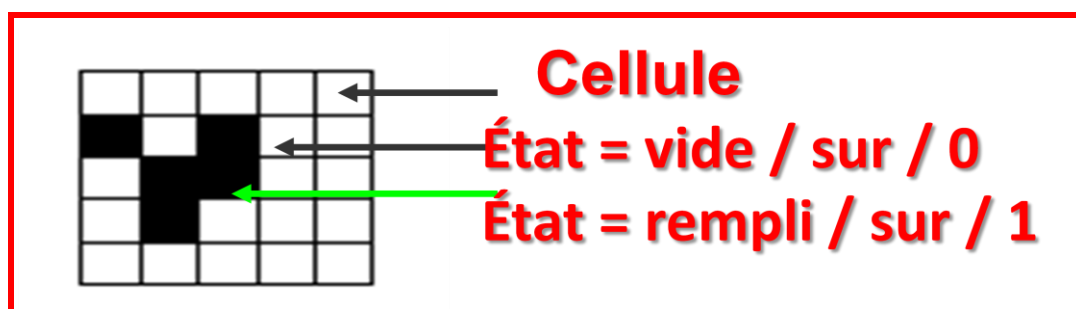 Cellule
État = vide / sur / 0
État = rempli / sur / 1